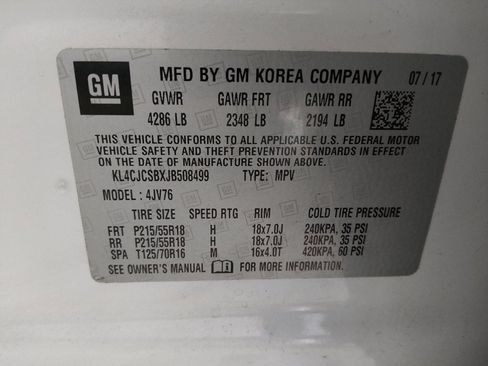 GM MFD BY GM KOREA COMPANY 07/17
GVWR GAWR FRT GAWR RR
4286 LB 2348 LB 2194 LB
THIS VEHICLE CONFORMS TO ALL APPLICABLE U.S. FEDERAL MOTOR
VEHICLE SAFETY AND THEFT PREVENTION STANDARDS IN EFFECT ON
THE DATE OF MANUFACTURE SHOWN ABOVE.
KL4CJCSBXJB508499 TYPE: MPV
MODEL: 4JV76
TIRE SIZE SPEED RTG RIM COLD TIRE PRESSURE
FRT P215/55R18 H 18x7.0J 240KPA, 35 PSI
RR P215/55R18 H 18x7.0J 240KPA, 35 PSI
SPA T125/70R16 M 16x4.0T 420KPA, 60 PSI
SEE OWNER'S MANUAL FOR MORE INFORMATION.